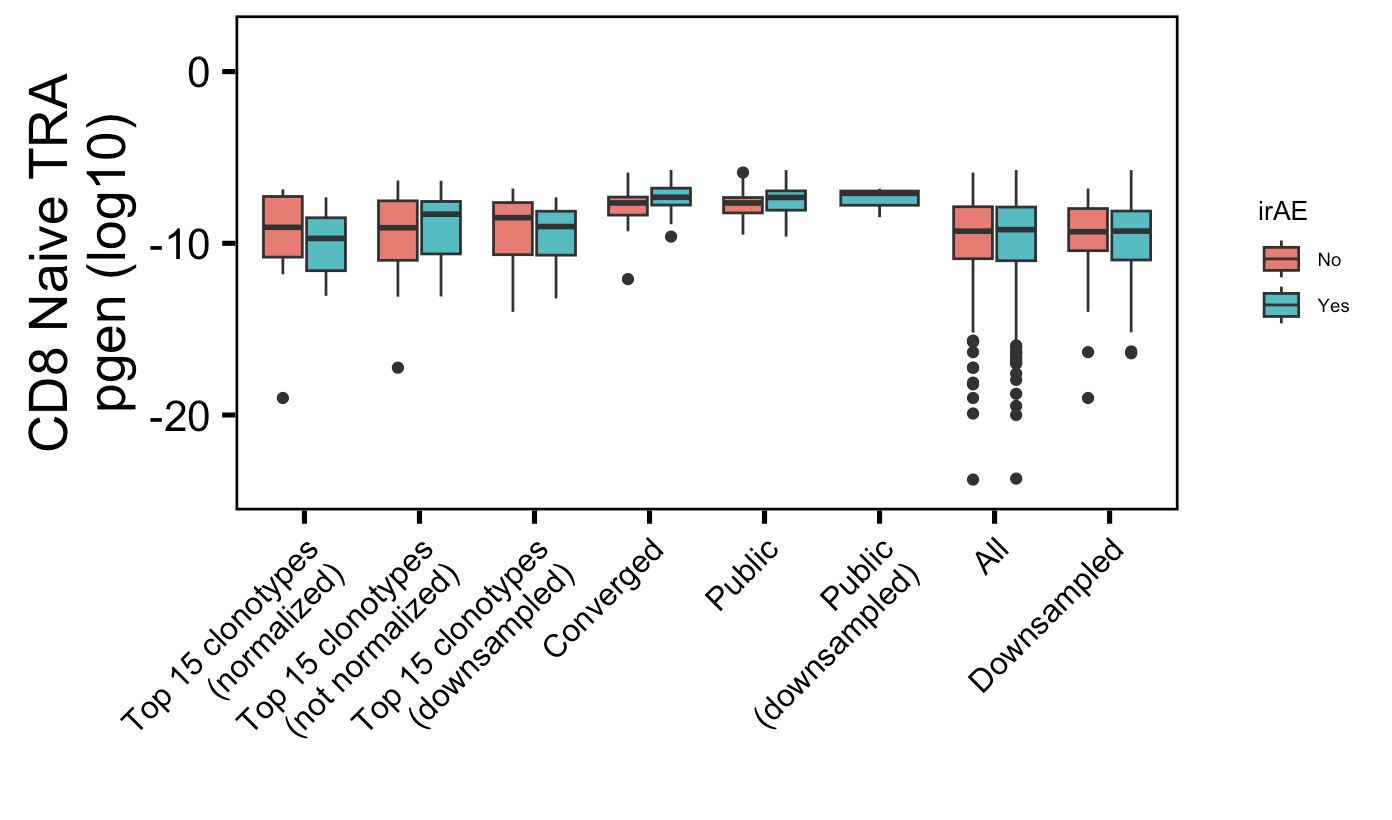 CD8 Naive TRA
pgen (log10)
0
-10
-20
Top 15 clonotypes
(normalized)
Top 15 clonotypes
(not normalized)
Top 15 clonotypes
(downsampled)
Converged
Public
Public
(downsampled)
All
Downsampled
irAE
No
Yes